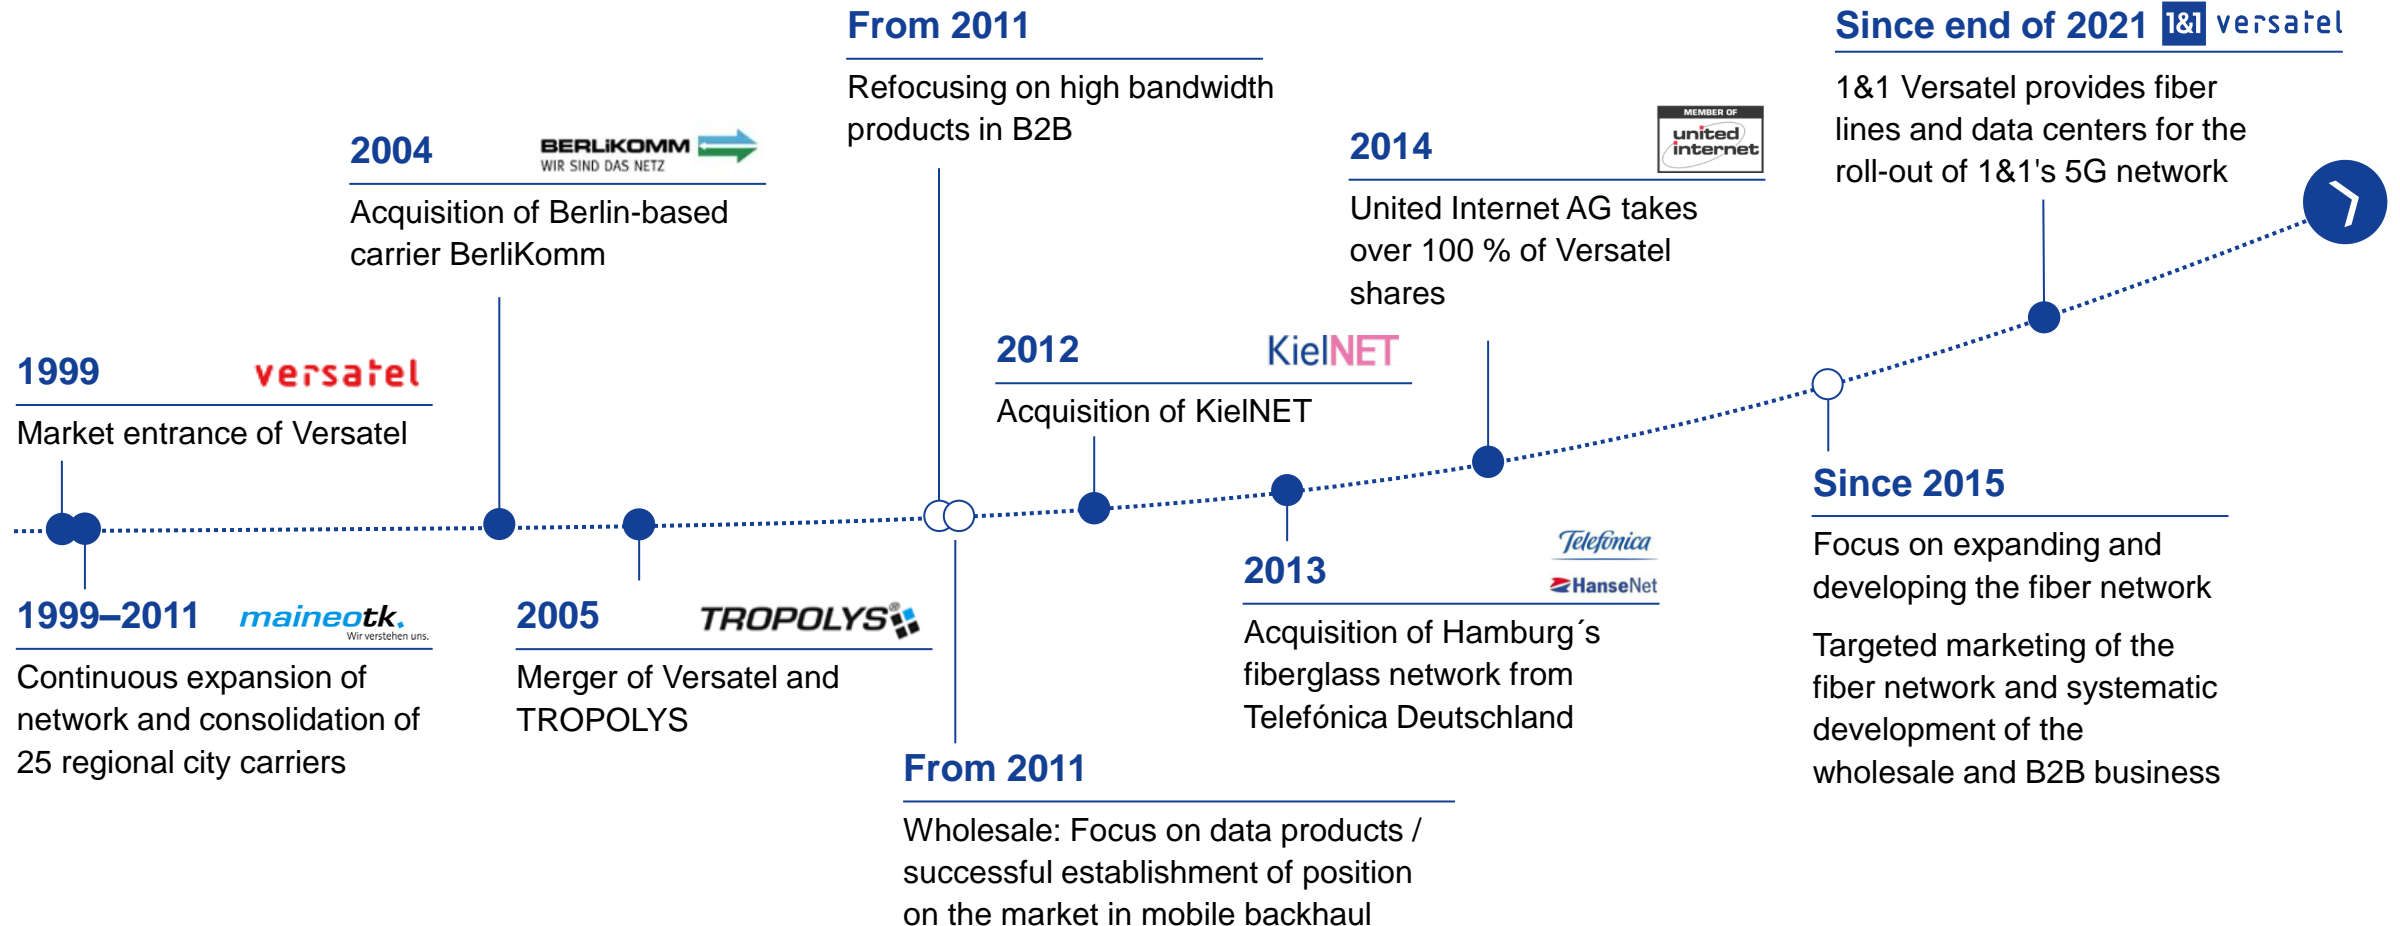 1999
versatel
Market entrance of Versatel
1999–2011
maineotk.
Wir verstehen uns.
Continuous expansion of
network and consolidation of
25 regional city carriers
2004
BERLiKOMM
WIR SIND DAS NETZ
Acquisition of Berlin-based
carrier BerliKomm
2005
TROPOLYS®
Merger of Versatel and
TROPOLYS
From 2011
Refocusing on high bandwidth
products in B2B
From 2011
Wholesale: Focus on data products /
successful establishment of position
on the market in mobile backhaul
2012
KielNET
Acquisition of KielNET
2013
Telefónica
HanseNet
Acquisition of Hamburg´s
fiberglass network from
Telefónica Deutschland
2014
MEMBER OF
united
internet
United Internet AG takes
over 100 % of Versatel
shares
Since 2015
Focus on expanding and
developing the fiber network
Targeted marketing of the
fiber network and systematic
development of the
wholesale and B2B business
Since end of 2021
1&1 versatel
1&1 Versatel provides fiber
lines and data centers for the
roll-out of 1&1's 5G network